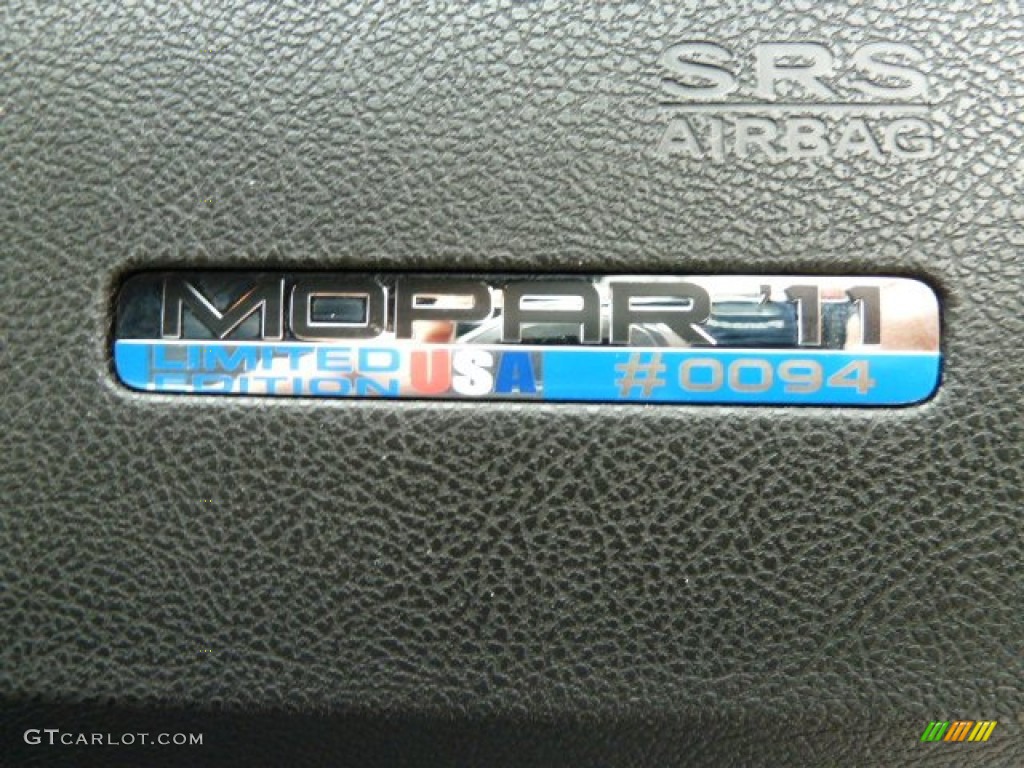 SRS
AIRBAG
MOPAR '11
LIMITED
EDITION USA #0094
GTCARLOT.COM